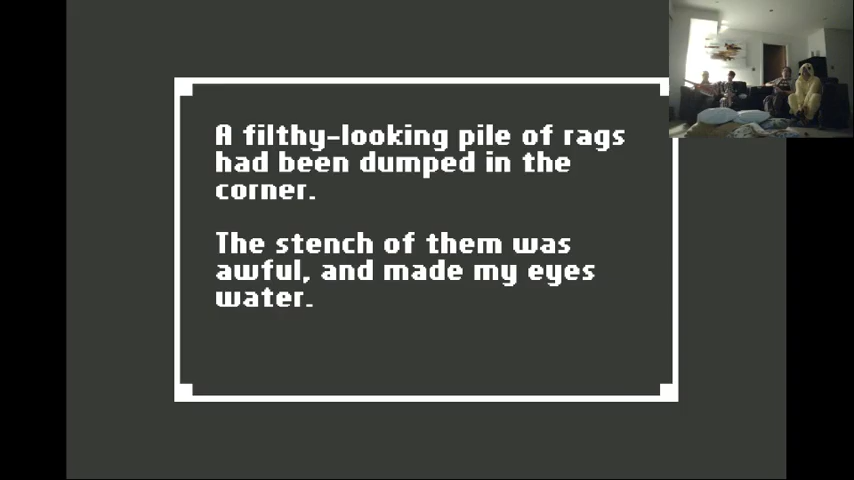 A filthy-looking pile of rags
had been dumped in the
corner.
The stench of them was
awful, and made my eyes
water.